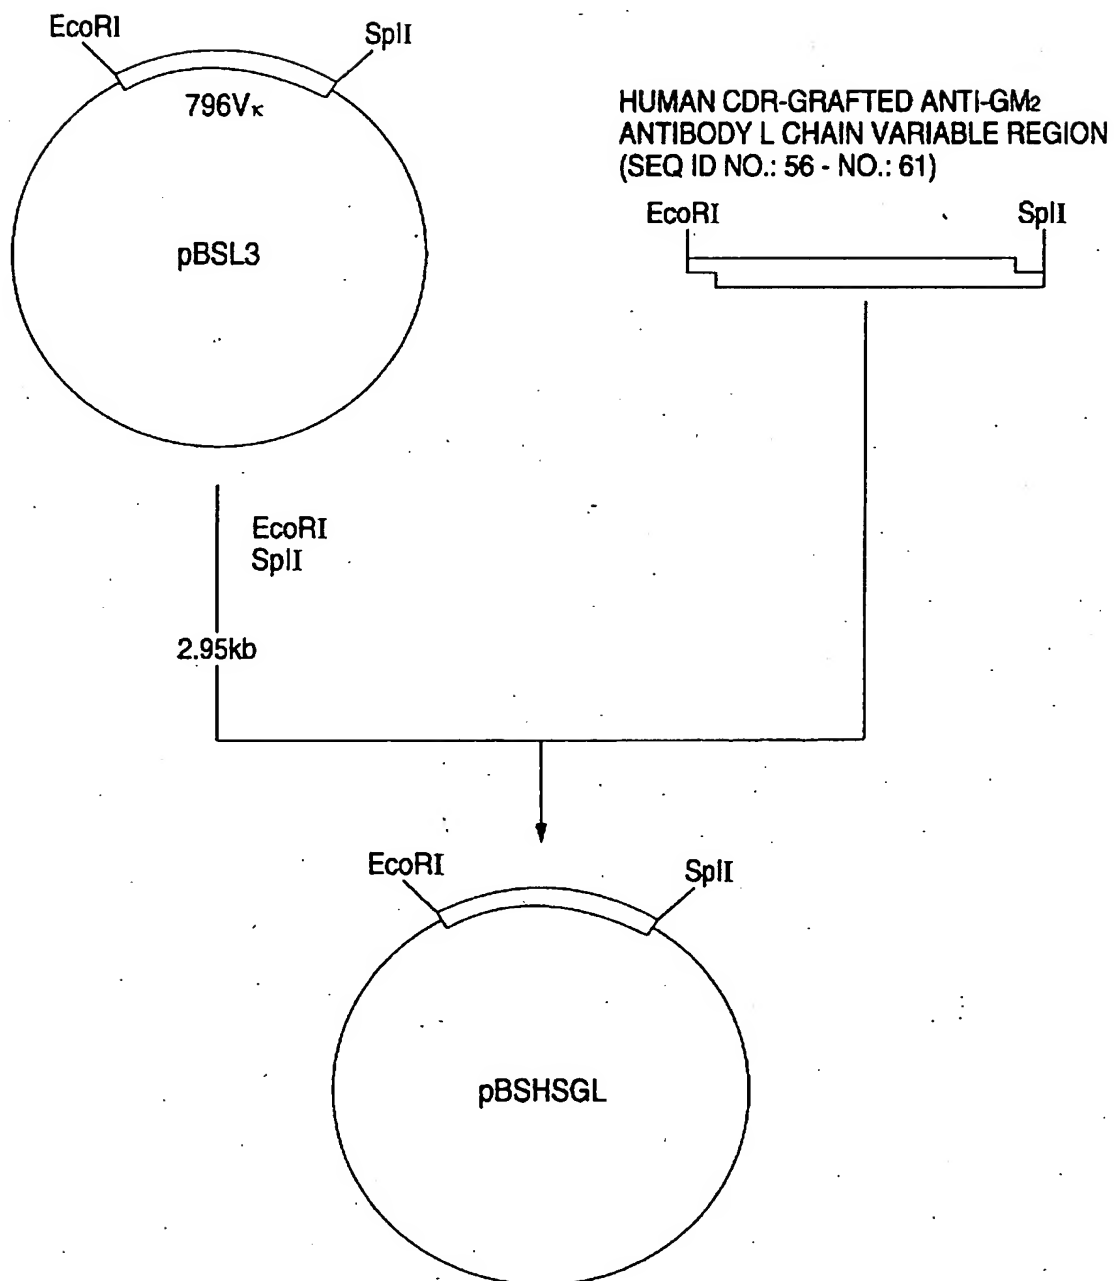 EcoRI
SplI
796Vκ
pBSL3
HUMAN CDR-GRAFTED ANTI-GM2
ANTIBODY L CHAIN VARIABLE REGION
(SEQ ID NO.: 56 - NO.: 61)
EcoRI
SplI
EcoRI
SplI
2.95kb
EcoRI
SplI
pBSHSGL